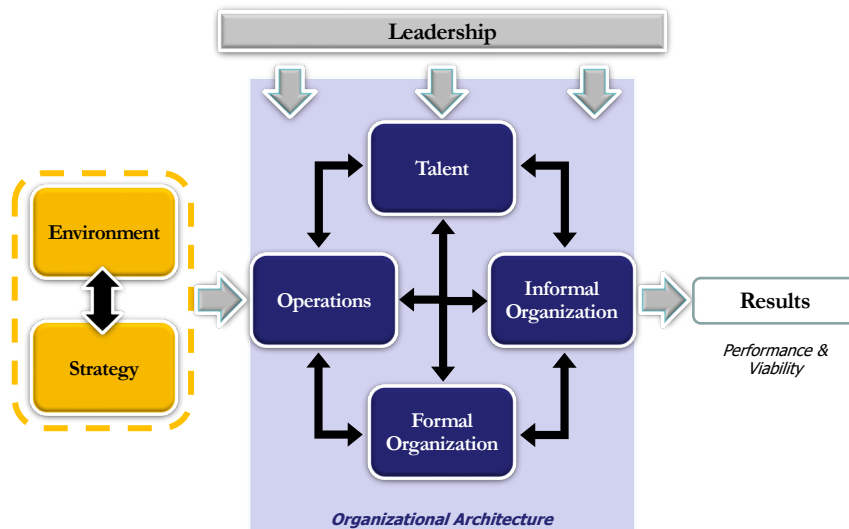 Leadership
Talent
Environment
Operations
Informal
Organization
Results
Strategy
Performance &
Viability
Formal
Organization
Organizational Architecture